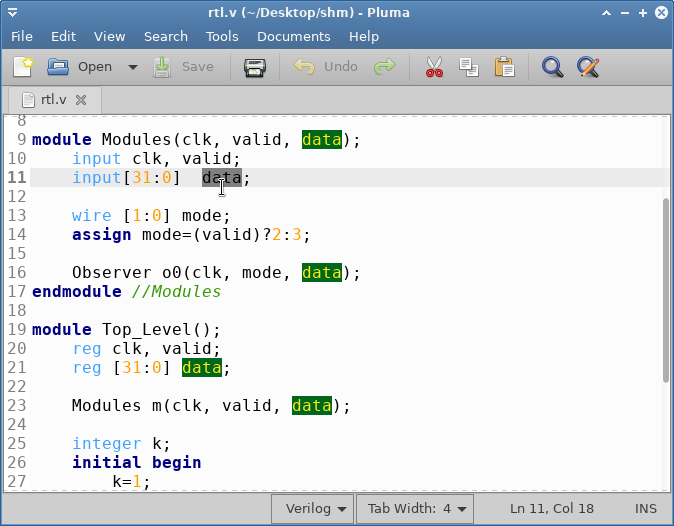 rtl.v (~/Desktop/shm) - Pluma
File Edit View Search Tools Documents Help
Open Save Undo
rtl.v
8
9 module Modules(clk, valid, data);
10     input clk, valid;
11     input[31:0]  data;
12
13     wire [1:0] mode;
14     assign mode=(valid)?2:3;
15
16     Observer o0(clk, mode, data);
17 endmodule //Modules
18
19 module Top_Level();
20     reg clk, valid;
21     reg [31:0] data;
22
23     Modules m(clk, valid, data);
24
25     integer k;
26     initial begin
27         k=1;
Verilog Tab Width: 4 Ln 11, Col 18 INS